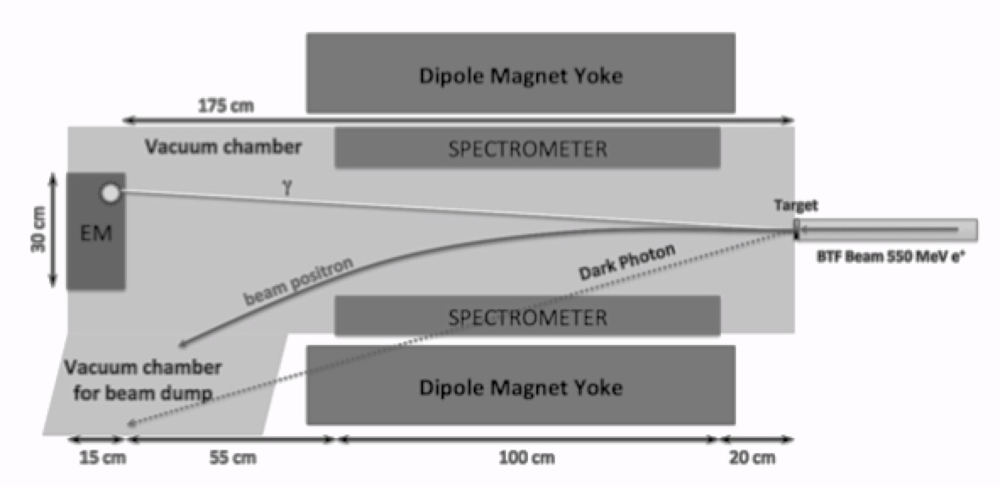 Dipole Magnet Yoke
175 cm
Vacuum chamber
SPECTROMETER
γ
Target
30 cm
EM
BTF Beam 550 MeV e⁺
Dark Photon
beam positron
SPECTROMETER
Vacuum chamber
for beam dump
Dipole Magnet Yoke
15 cm
55 cm
100 cm
20 cm